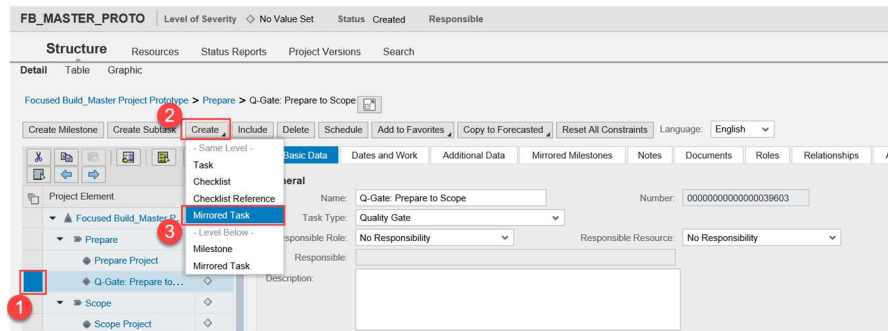 FB_MASTER_PROTO Level of Severity No Value Set Status Created Responsible
Structure Resources Status Reports Project Versions Search
Detail Table Graphic
Focused Build_Master Project Prototype > Prepare > Q-Gate: Prepare to Scope
2
Create Milestone Create Subtask Create Include Delete Schedule Add to Favorites Copy to Forecasted Reset All Constraints Language: English
- Same Level -
Task
Checklist
Checklist Reference
Mirrored Task
3
- Level Below -
Milestone
Mirrored Task
Basic Data Dates and Work Additional Data Mirrored Milestones Notes Documents Roles Relationships
Project Element
Focused Build_Master P
Prepare
Prepare Project
Q-Gate: Prepare to...
1
Scope
Scope Project
Name: Q-Gate: Prepare to Scope Number: 00000000000000039603
Task Type: Quality Gate
Role: No Responsibility Responsible Resource: No Responsibility
Responsible:
Description: